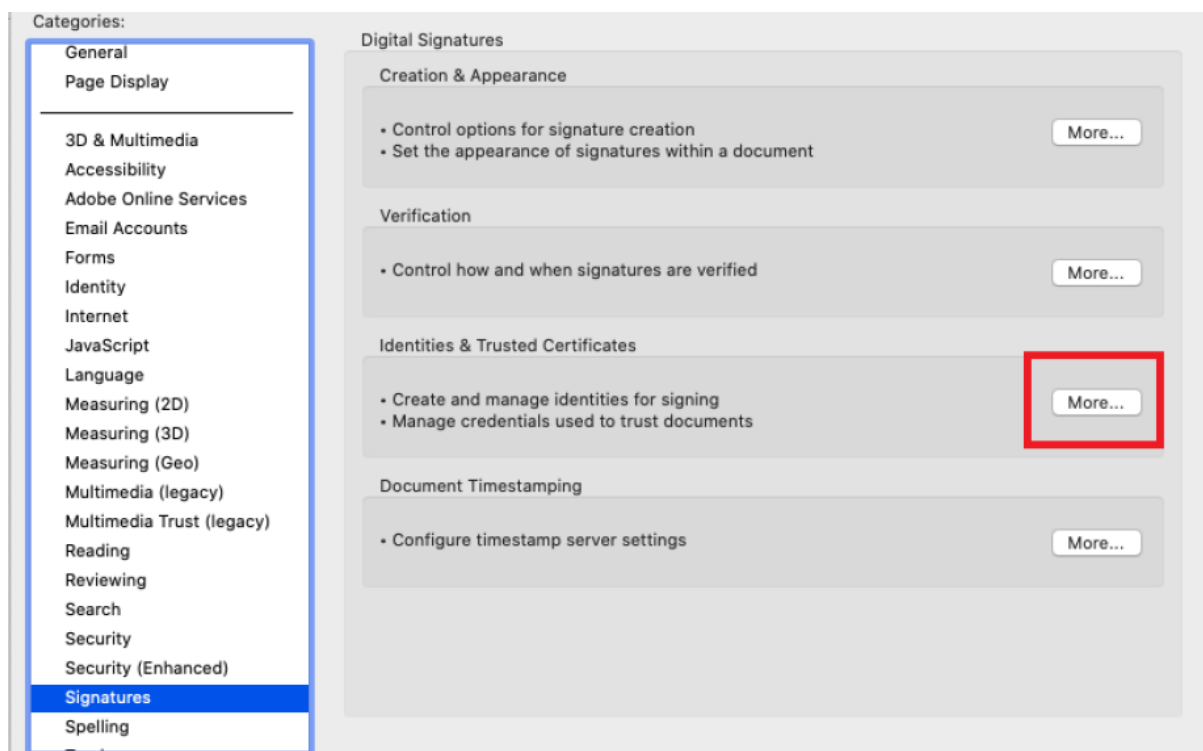 Categories:
General
Page Display
3D & Multimedia
Accessibility
Adobe Online Services
Email Accounts
Forms
Identity
Internet
JavaScript
Language
Measuring (2D)
Measuring (3D)
Measuring (Geo)
Multimedia (legacy)
Multimedia Trust (legacy)
Reading
Reviewing
Search
Security
Security (Enhanced)
Signatures
Spelling
Digital Signatures
Creation & Appearance
• Control options for signature creation
• Set the appearance of signatures within a document
More...
Verification
• Control how and when signatures are verified
More...
Identities & Trusted Certificates
• Create and manage identities for signing
• Manage credentials used to trust documents
More...
Document Timestamping
• Configure timestamp server settings
More...